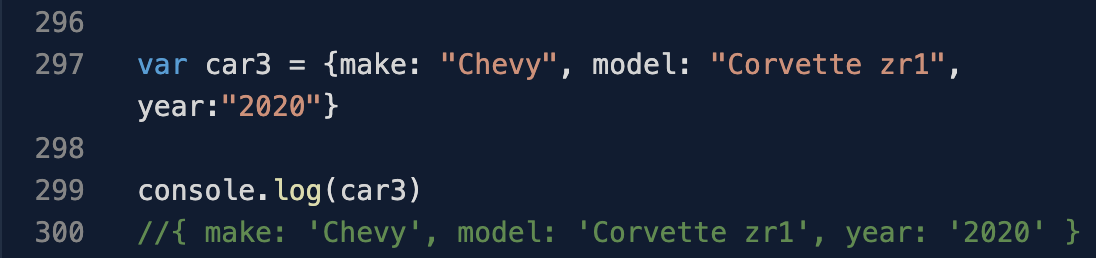 296
297 var car3 = {make: "Chevy", model: "Corvette zr1",
year:"2020"}
298
299 console.log(car3)
300 //{ make: 'Chevy', model: 'Corvette zr1', year: '2020' }